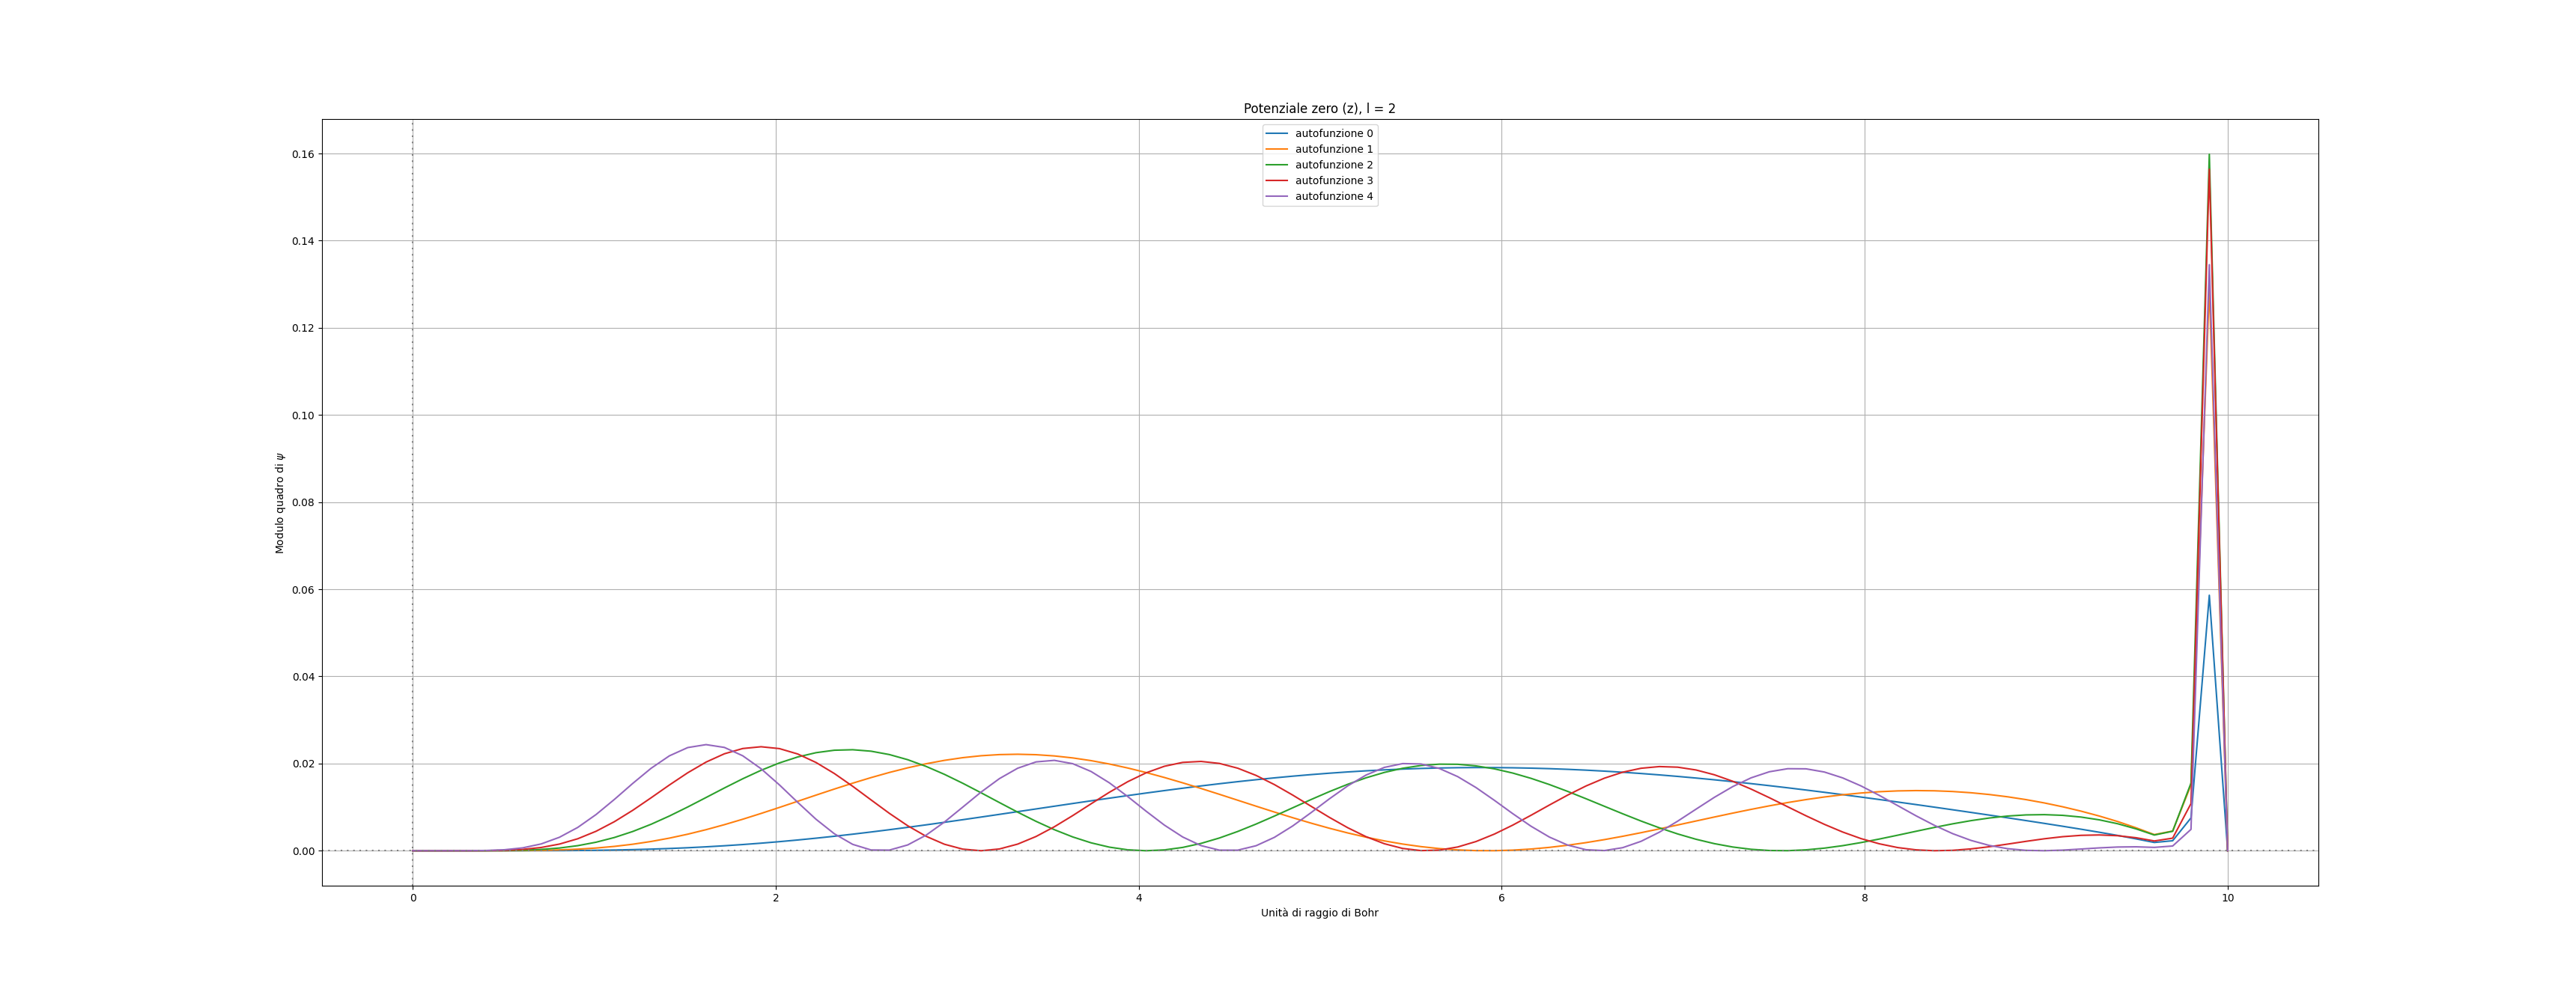 Potenziale zero (z), l = 2
autofunzione 0
autofunzione 1
autofunzione 2
autofunzione 3
autofunzione 4
0.16
0.14
0.12
0.10
0.08
0.06
0.04
0.02
0.00
Modulo quadro di ψ
0 2 4 6 8 10
Unità di raggio di Bohr